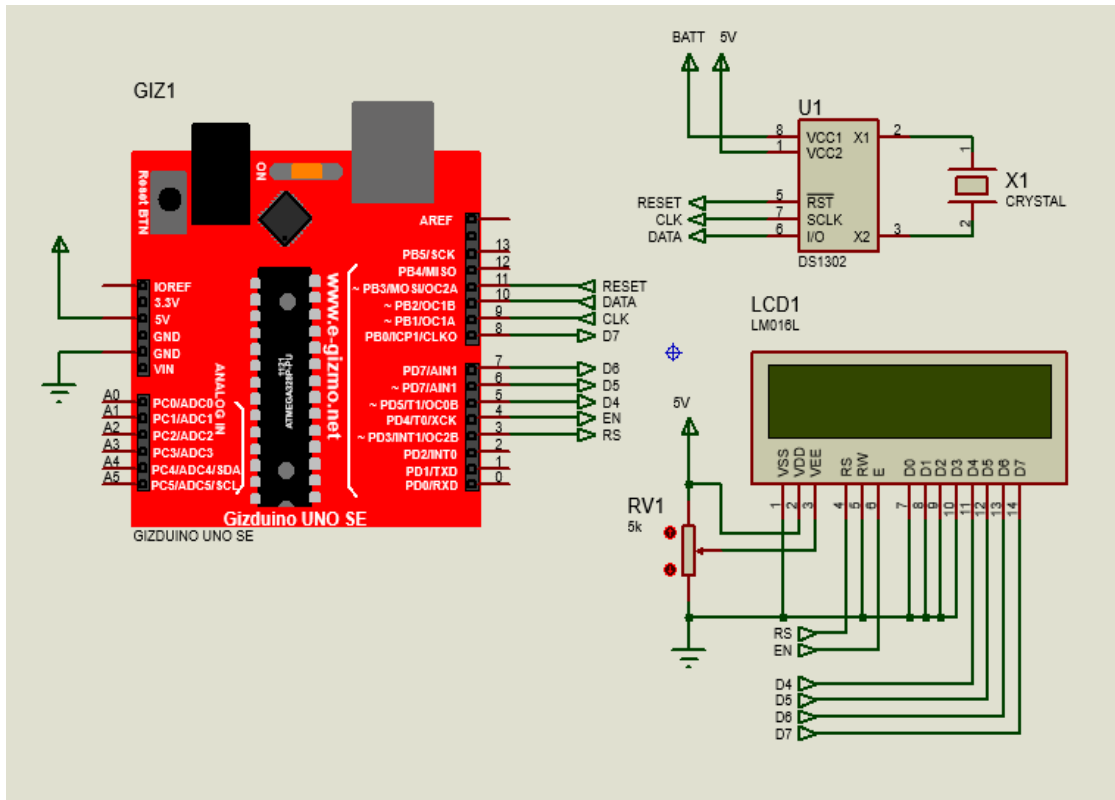 GIZ1
Reset BTN
ON
AREF
PB5/SCK 13
PB4/MISO 12
~ PB3/MOSI/OC2A 11 RESET
~ PB2/OC1B 10 DATA
~ PB1/OC1A 9 CLK
PB0/ICP1/CLKO 8 D7
PD7/AIN1 7 D6
~ PD7/AIN1 6 D5
~ PD5/T1/OC0B 5 D4
PD4/T0/XCK 4 EN
~ PD3/INT1/OC2B 3 RS
PD2/INT0 2
PD1/TXD 1
PD0/RXD 0
IOREF
3.3V
5V
GND
GND
VIN
ANALOG IN
A0 PC0/ADC0
A1 PC1/ADC1
A2 PC2/ADC2
A3 PC3/ADC3
A4 PC4/ADC4/SDA
A5 PC5/ADC5/SCL
ATMEGA328P-PU
1121
www.e-gizmo.net
Gizduino UNO SE
GIZDUINO UNO SE
BATT 5V
U1
8 VCC1 X1 2
1 VCC2
RESET 5 RST
CLK 7 SCLK
DATA 6 I/O X2 3
DS1302
1
X1
CRYSTAL
2
LCD1
LM016L
VSS VDD VEE RS RW E D0 D1 D2 D3 D4 D5 D6 D7
1 2 3 4 5 6 7 8 9 10 11 12 13 14
5V
RV1
5k
RS
EN
D4
D5
D6
D7